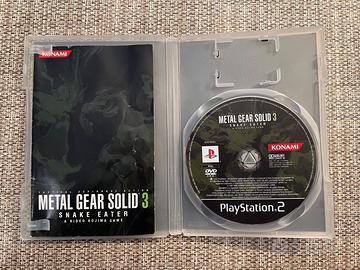 KONAMI
TACTICAL ESPIONAGE ACTION
METAL GEAR SOLID 3
SNAKE EATER
A HIDEO KOJIMA GAME
METAL GEAR SOLID 3
SNAKE EATER
KONAMI
DVD
PlayStation.2